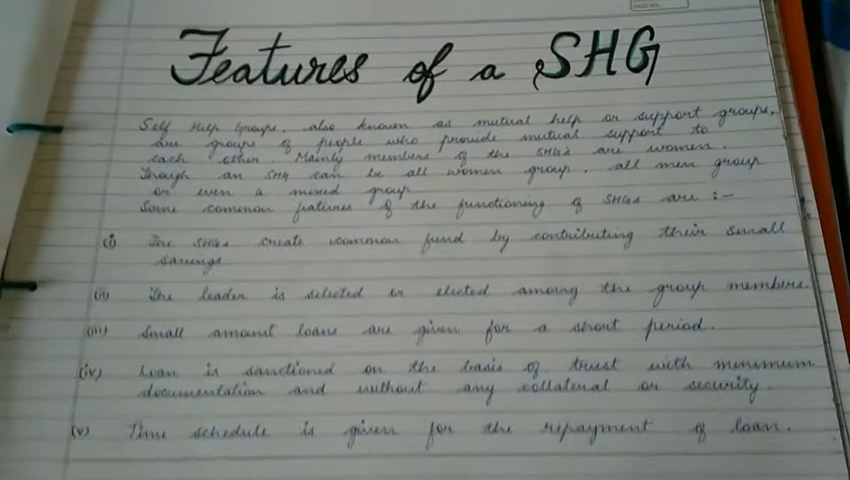 Features of a SHG
Self Help Groups, also known as mutual help or support groups,
are groups of people who provide mutual support to
each other. Mainly members of the SHG's are women.
Though an SHG can be all women group, all men group
or even a mixed group
Some common features of the functioning of SHGs are :-
(i) The SHGs create common fund by contributing their small
savings
(ii) The leader is selected or elected among the group members.
(iii) Small amount loans are given for a short period.
(iv) Loan is sanctioned on the basis of trust with minimum
documentation and without any collateral or security.
(v) Time schedule is given for the repayment of loan.